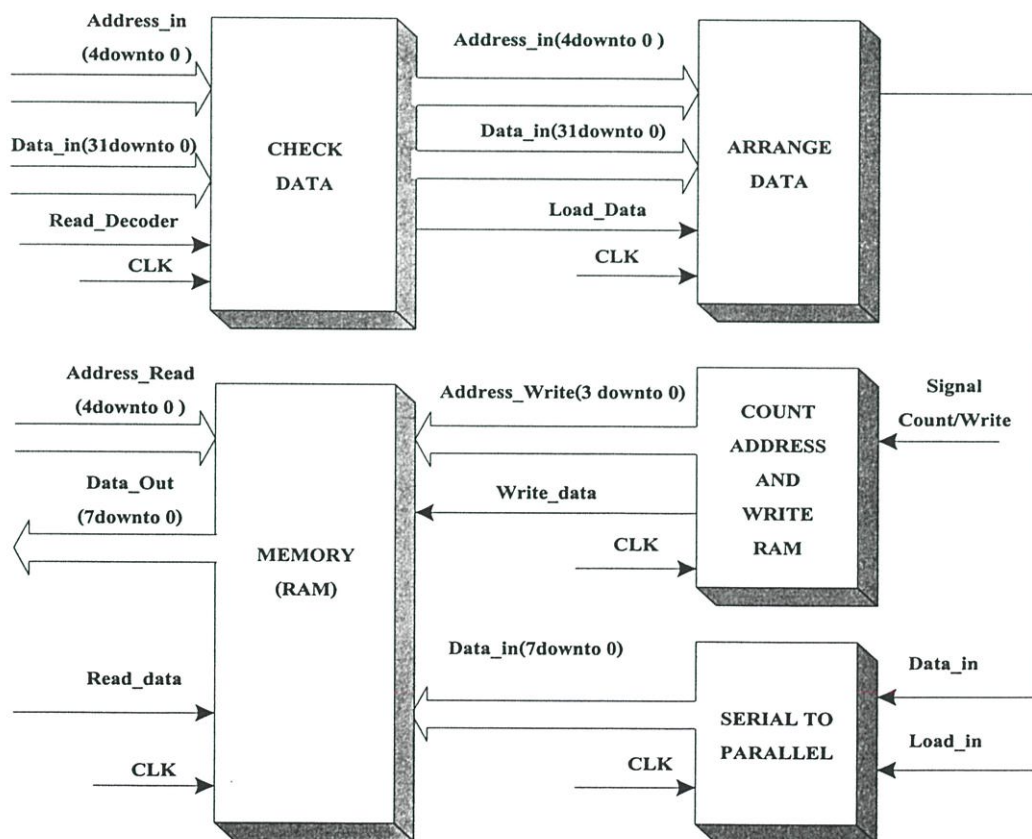 Address_in
(4downto 0 )
Data_in(31downto 0)
Read_Decoder
CLK
CHECK
DATA
Address_in(4downto 0 )
Data_in(31downto 0)
Load_Data
CLK
ARRANGE
DATA
Address_Read
(4downto 0 )
Data_Out
(7downto 0)
Read_data
CLK
MEMORY
(RAM)
Address_Write(3 downto 0)
Write_data
CLK
COUNT
ADDRESS
AND
WRITE
RAM
Signal
Count/Write
Data_in(7downto 0)
CLK
SERIAL TO
PARALLEL
Data_in
Load_in